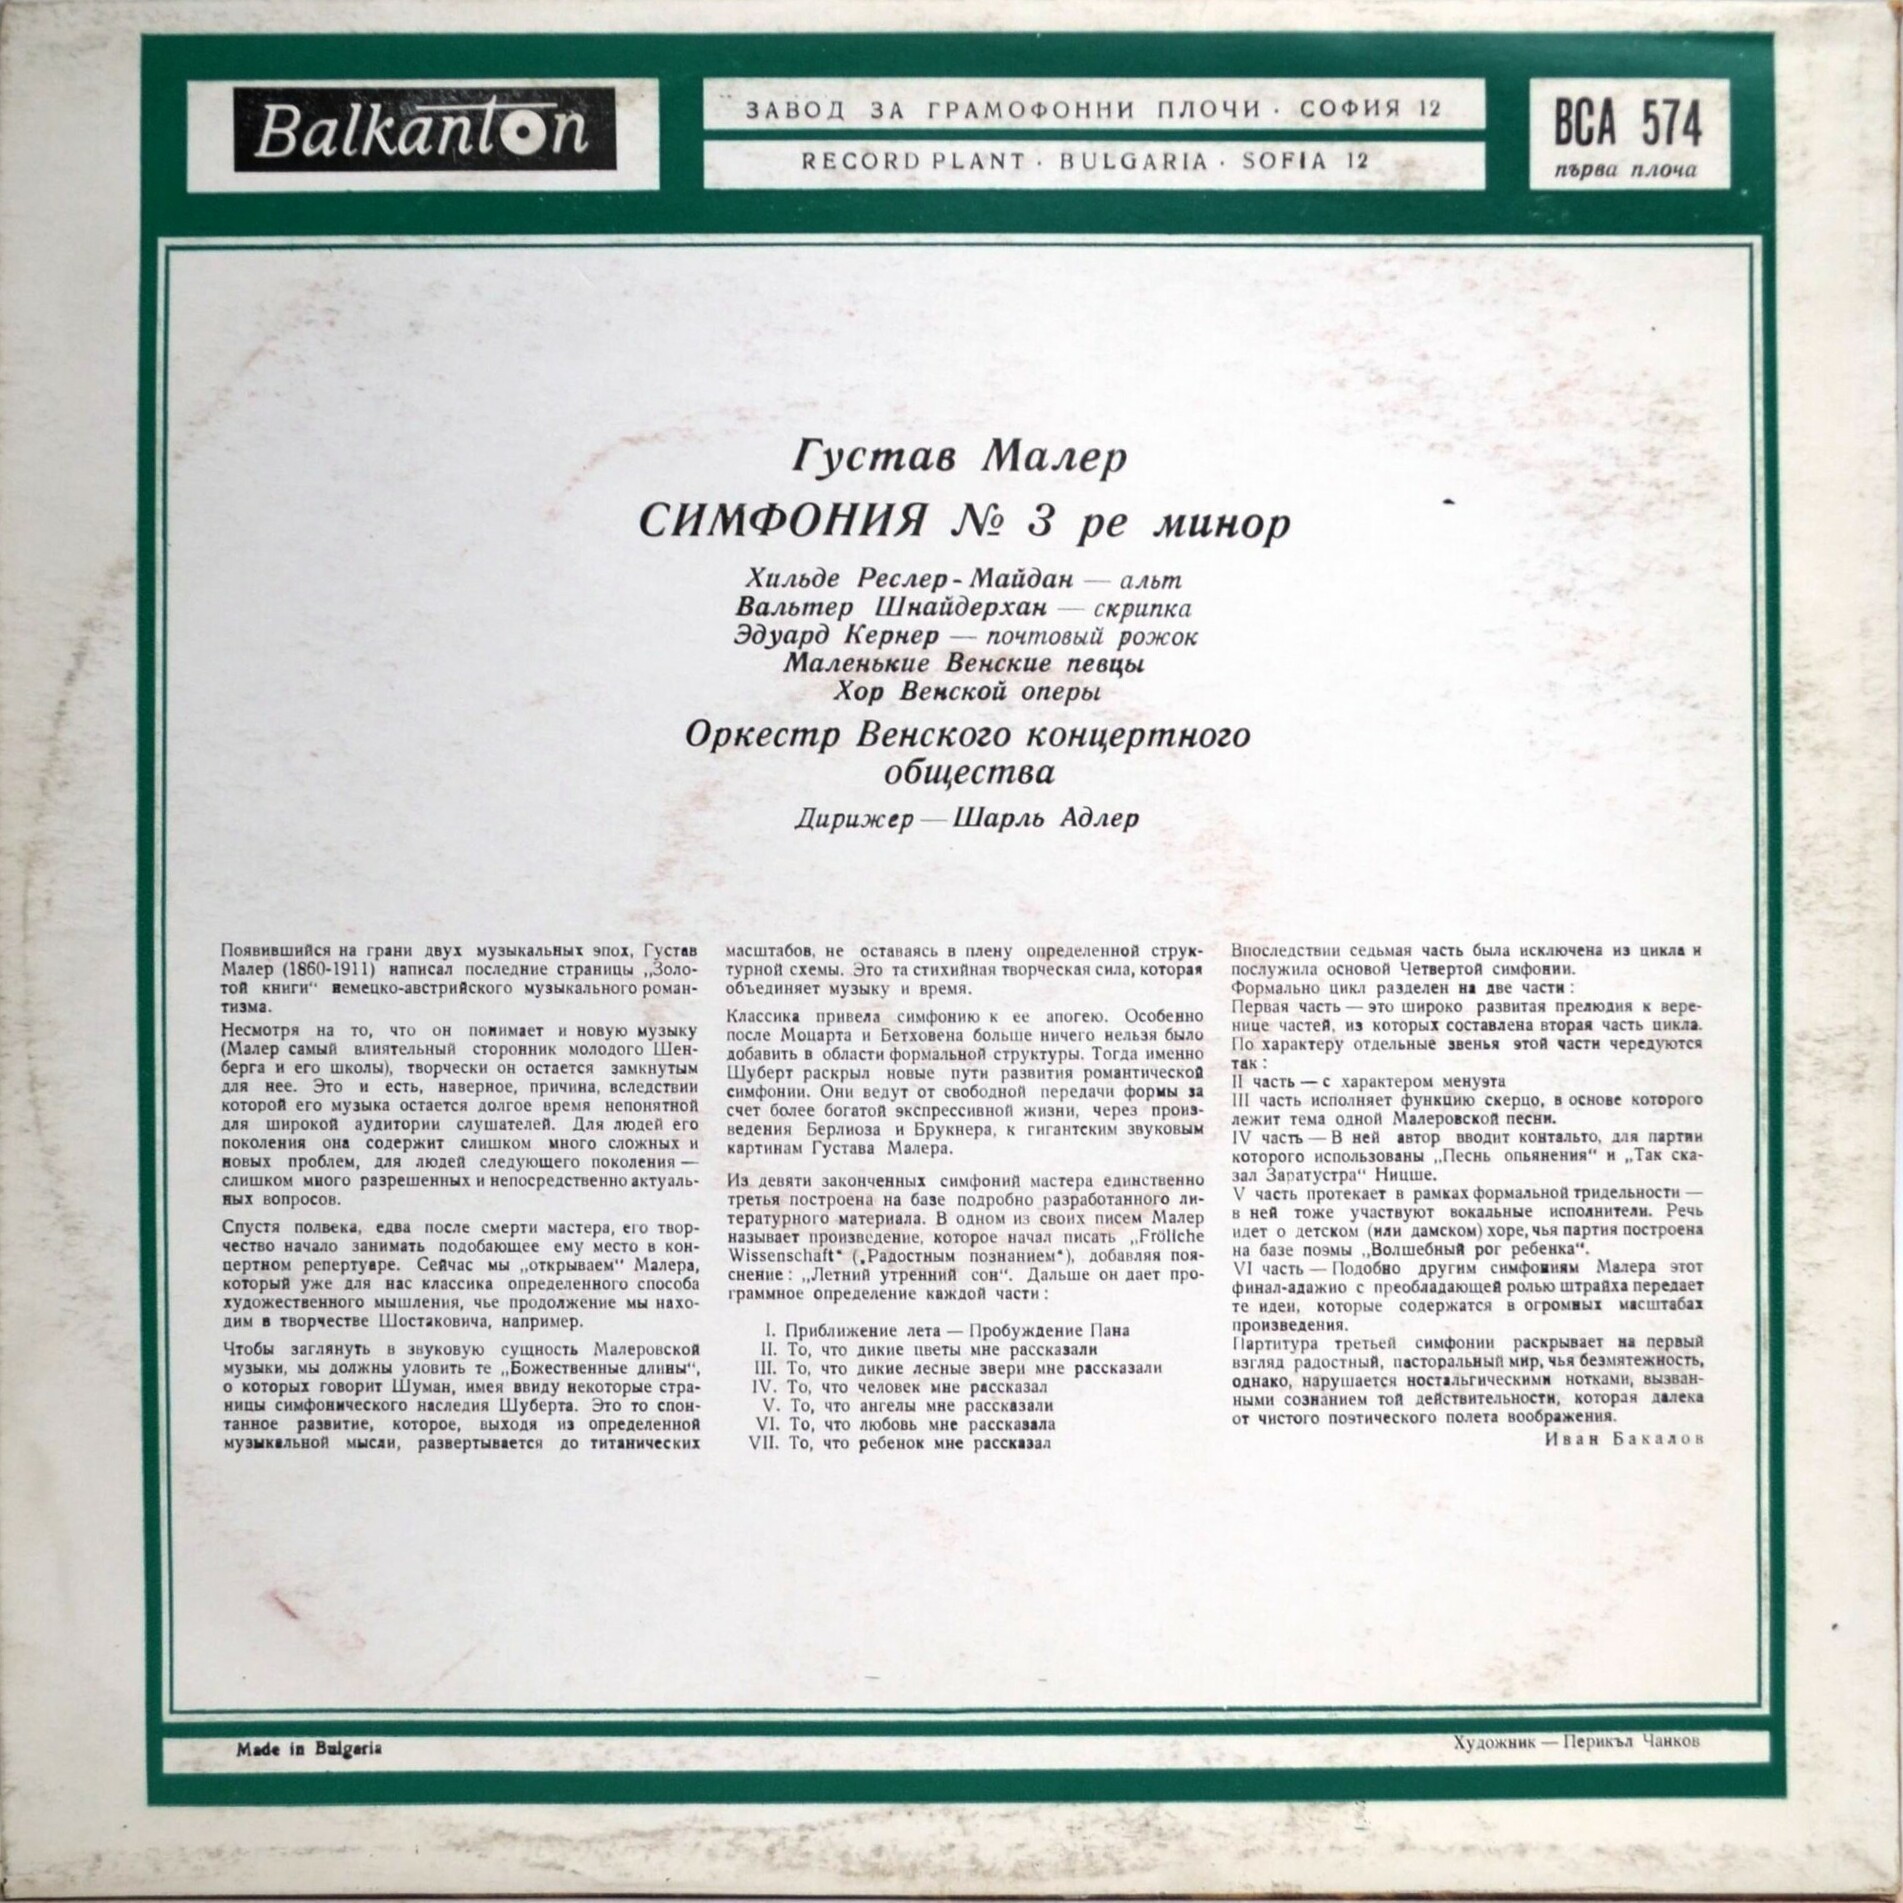 Balkanton
ЗАВОД ЗА ГРАМОФОННИ ПЛОЧИ · СОФИЯ 12
RECORD PLANT · BULGARIA · SOFIA 12
ВСА 574
първа плоча
Густав Малер
СИМФОНИЯ № 3 ре минор
Хильде Реслер-Майдан — альт
Вальтер Шнайдерхан — скрипка
Эдуард Кернер — почтовый рожок
Маленькие Венские певцы
Хор Венской оперы
Оркестр Венского концертного
общества
Дирижер — Шарль Адлер
Появившийся на грани двух музыкальных эпох, Густав
Малер (1860-1911) написал последние страницы „Золо-
той книги“ немецко-австрийского музыкального роман-
тизма.
Несмотря на то, что он понимает и новую музыку
(Малер самый влиятельный сторонник молодого Шен-
берга и его школы), творчески он остается замкнутым
для нее. Это и есть, наверное, причина, вследствии
которой его музыка остается долгое время непонятной
для широкой аудитории слушателей. Для людей его
поколения она содержит слишком много сложных и
новых проблем, для людей следующего поколения —
слишком много разрешенных и непосредственно актуаль-
ных вопросов.
Спустя полвека, едва после смерти мастера, его твор-
чество начало занимать подобающее ему место в кон-
цертном репертуаре. Сейчас мы „открываем“ Малера,
который уже для нас классика определенного способа
художественного мышления, чье продолжение мы нахо-
дим в творчестве Шостаковича, например.
Чтобы заглянуть в звуковую сущность Малеровской
музыки, мы должны уловить те „Божественные длины“,
о которых говорит Шуман, имея ввиду некоторые стра-
ницы симфонического наследия Шуберта. Это то спон-
танное развитие, которое, выходя из определенной
музыкальной мысли, развертывается до титанических
масштабов, не оставаясь в плену определенной струк-
турной схемы. Это та стихийная творческая сила, которая
объединяет музыку и время.
Классика привела симфонию к ее апогею. Особенно
после Моцарта и Бетховена больше ничего нельзя было
добавить в области формальной структуры. Тогда именно
Шуберт раскрыл новые пути развития романтической
симфонии. Они ведут от свободной передачи формы за
счет более богатой экспрессивной жизни, через произ-
ведения Берлиоза и Брукнера, к гигантским звуковым
картинам Густава Малера.
Из девяти законченных симфоний мастера единственно
третья построена на базе подробно разработанного ли-
тературного материала. В одном из своих писем Малер
называет произведение, которое начал писать „Fröliche
Wissenschaft“ („Радостным познанием“), добавляя поя-
снение: „Летний утренний сон“. Дальше он дает про-
граммное определение каждой части:
I. Приближение лета — Пробуждение Пана
II. То, что дикие цветы мне рассказали
III. То, что дикие лесные звери мне рассказали
IV. То, что человек мне рассказал
V. То, что ангелы мне рассказали
VI. То, что любовь мне рассказала
VII. То, что ребенок мне рассказал
Впоследствии седьмая часть была исключена из цикла и
послужила основой Четвертой симфонии.
Формально цикл разделен на две части:
Первая часть — это широко развитая прелюдия к вере-
нице частей, из которых составлена вторая часть цикла.
По характеру отдельные звенья этой части чередуются
так:
II часть — с характером менуэта
III часть исполняет функцию скерцо, в основе которого
лежит тема одной Малеровской песни.
IV часть — В ней автор вводит контальто, для партии
которого использованы „Песнь опьянения“ и „Так ска-
зал Заратустра“ Ницше.
V часть протекает в рамках формальной тридельности —
в ней тоже участвуют вокальные исполнители. Речь
идет о детском (или дамском) хоре, чья партия построена
на базе поэмы „Волшебный рог ребенка“.
VI часть — Подобно другим симфониям Малера этот
финал-адажио с преобладающей ролью штрайха передает
те идеи, которые содержатся в огромных масштабах
произведения.
Партитура третьей симфонии раскрывает на первый
взгляд радостный, пасторальный мир, чья безмятежность,
однако, нарушается ностальгическими нотками, вызван-
ными сознанием той действительности, которая далека
от чистого поэтического полета воображения.
Иван Бакалов
Made in Bulgaria
Художник — Перикъл Чанков